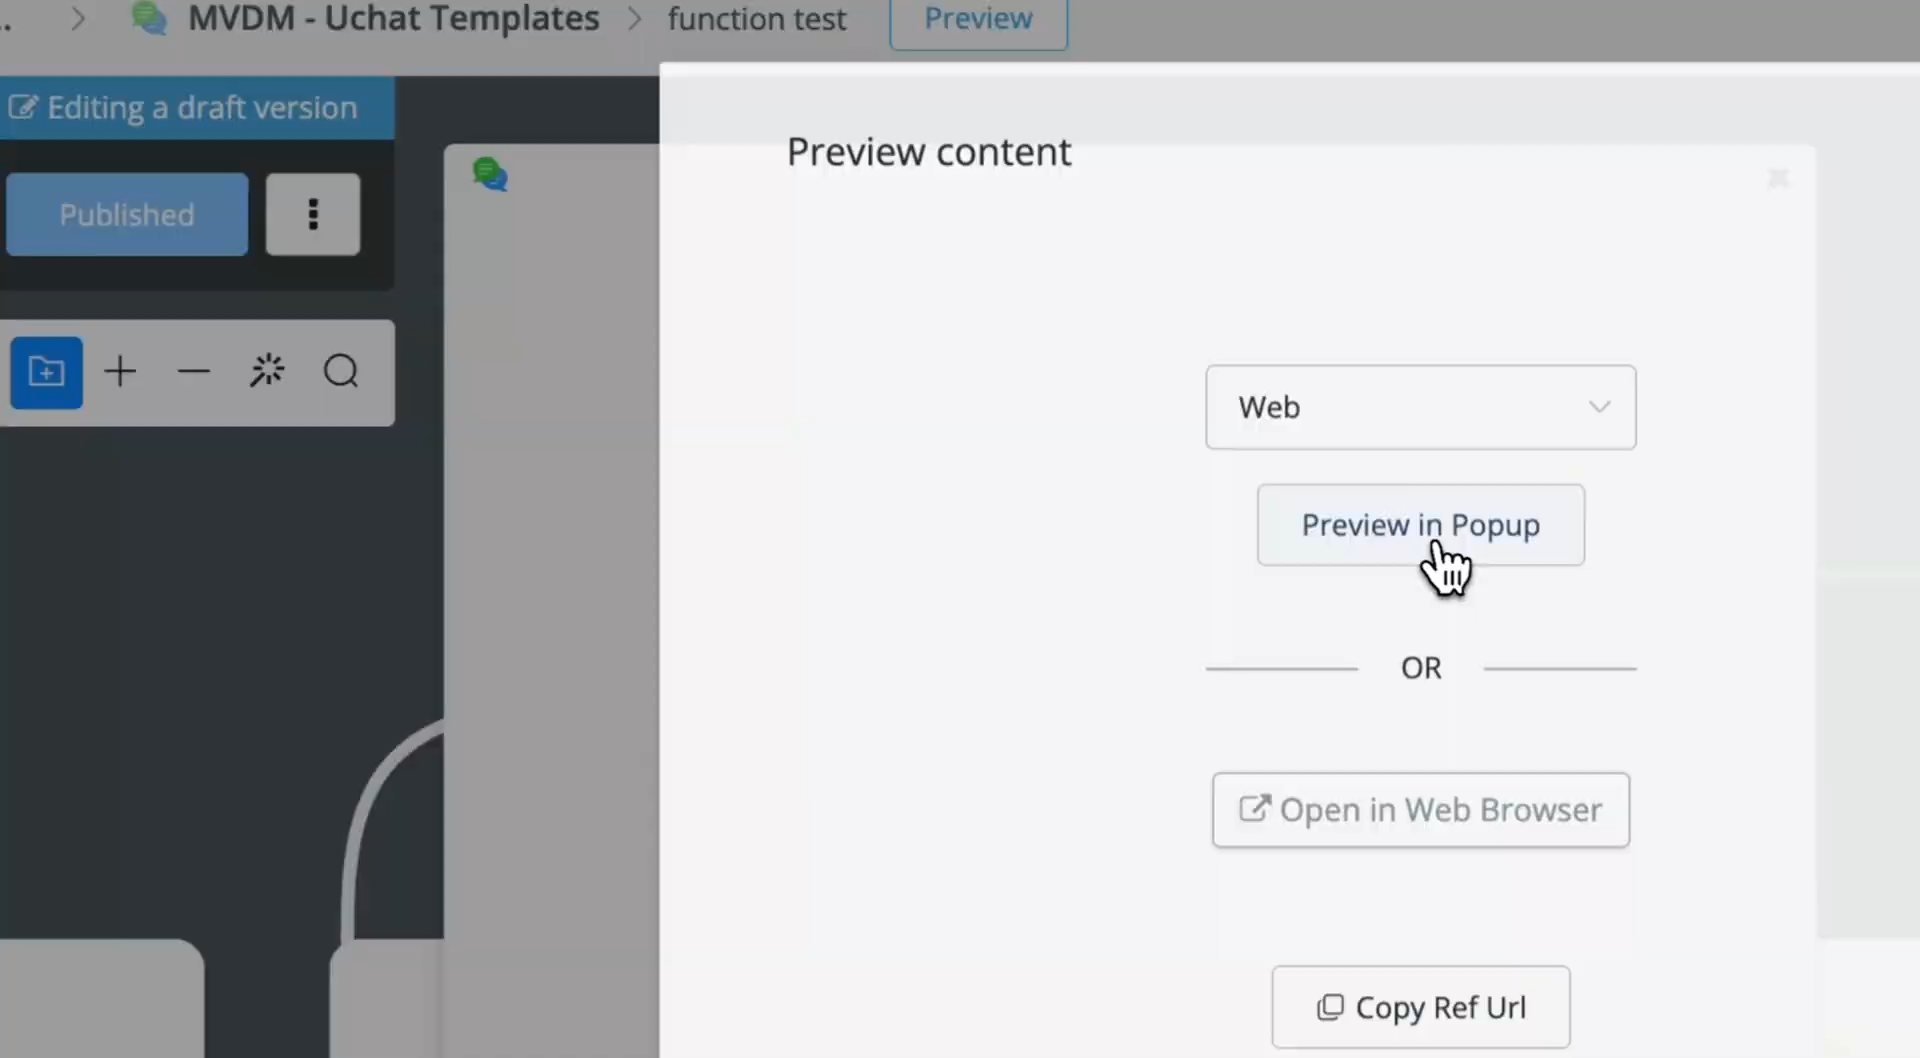 MVDM - Uchat Templates
function test
Preview
Editing a draft version
Published
Preview content
Web
Preview in Popup
OR
Open in Web Browser
Copy Ref Url